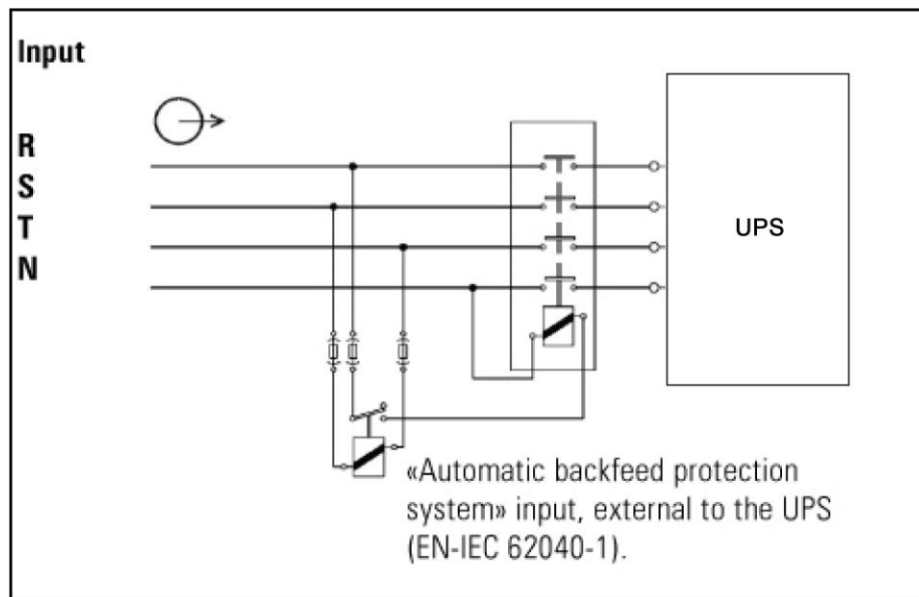 Input
R
S
T
N
UPS
«Automatic backfeed protection
system» input, external to the UPS
(EN-IEC 62040-1).